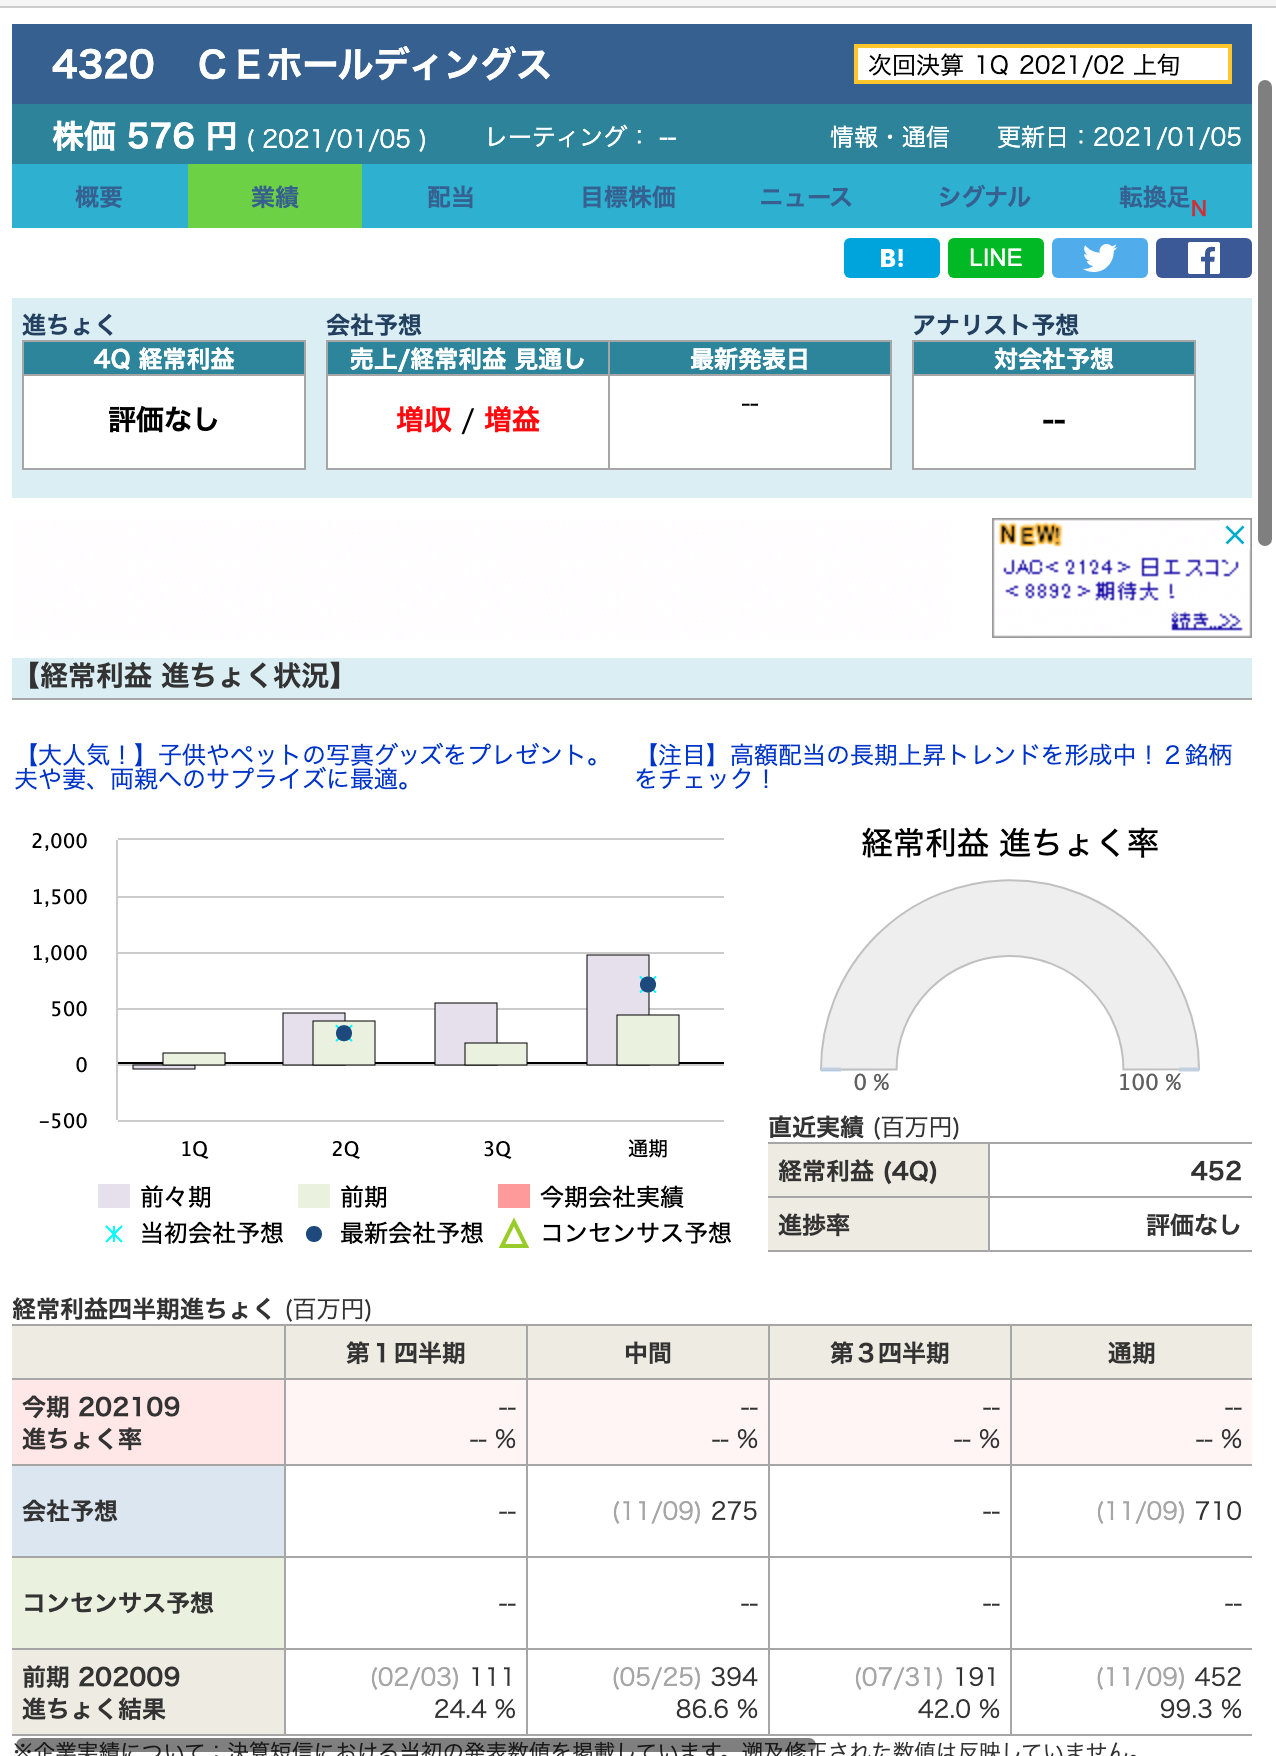 4320　ＣＥホールディングス
次回決算 1Q 2021/02 上旬
株価 576 円 ( 2021/01/05 )
レーティング： --
情報・通信
更新日：2021/01/05
概要
業績
配当
目標株価
ニュース
シグナル
転換足N
B!
LINE
進ちょく
会社予想
アナリスト予想
4Q 経常利益
売上/経常利益 見通し
最新発表日
対会社予想
評価なし
増収 / 増益
--
--
NEW!
JAC<2124> 日エスコン
<8892>期待大！
続き..>>
【経常利益 進ちょく状況】
【大人気！】子供やペットの写真グッズをプレゼント。
夫や妻、両親へのサプライズに最適。
【注目】高額配当の長期上昇トレンドを形成中！２銘柄
をチェック！
2,000
1,500
1,000
500
0
-500
1Q
2Q
3Q
通期
前々期
前期
今期会社実績
当初会社予想
最新会社予想
コンセンサス予想
経常利益 進ちょく率
0 %
100 %
直近実績 (百万円)
経常利益 (4Q)
452
進捗率
評価なし
経常利益四半期進ちょく (百万円)
第１四半期
中間
第３四半期
通期
今期 202109
進ちょく率
--
-- %
--
-- %
--
-- %
--
-- %
会社予想
--
(11/09) 275
--
(11/09) 710
コンセンサス予想
--
--
--
--
前期 202009
進ちょく結果
(02/03) 111
24.4 %
(05/25) 394
86.6 %
(07/31) 191
42.0 %
(11/09) 452
99.3 %
※企業実績について：決算短信における当初の発表数値を掲載しています。遡及修正された数値は反映していません。